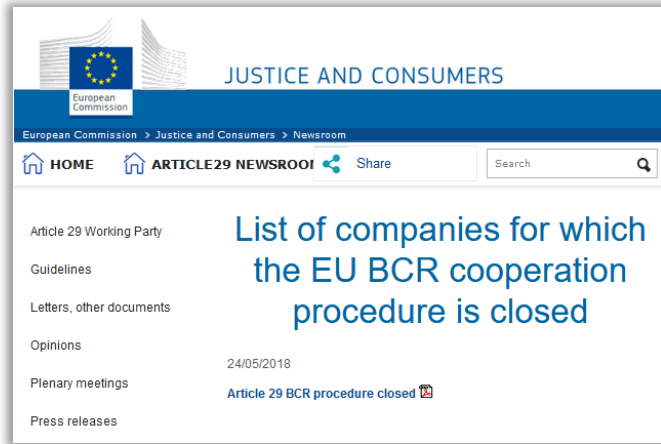 European
Commission
JUSTICE AND CONSUMERS
European Commission > Justice and Consumers > Newsroom
HOME
ARTICLE29 NEWSROO
Share
Search
Article 29 Working Party
Guidelines
Letters, other documents
Opinions
Plenary meetings
Press releases
List of companies for which
the EU BCR cooperation
procedure is closed
24/05/2018
Article 29 BCR procedure closed